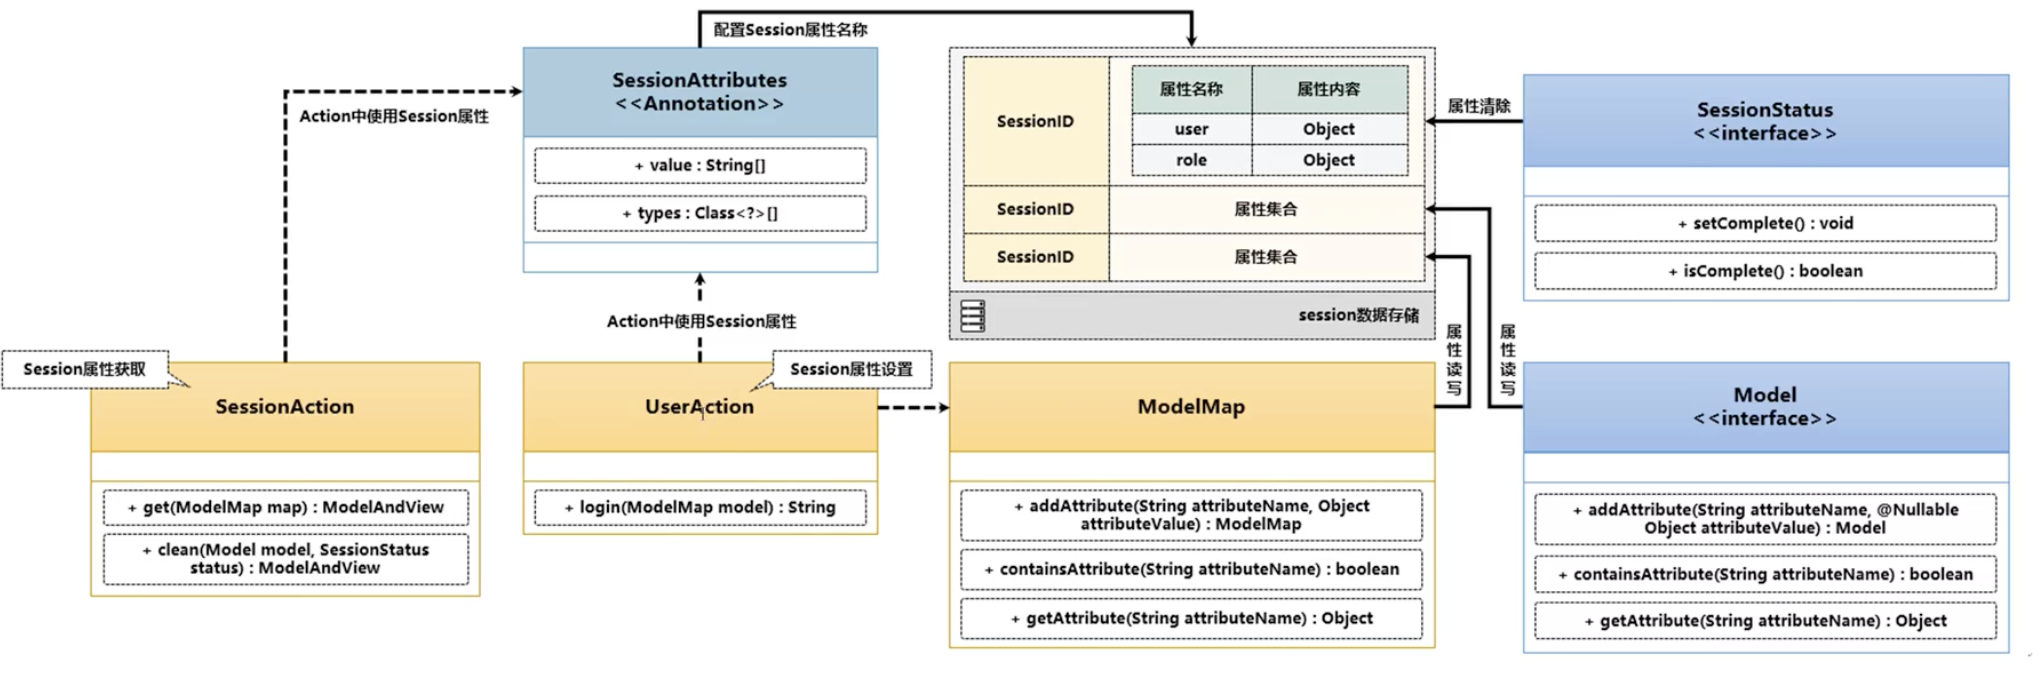 配置Session属性名称
SessionAttributes
<<Annotation>>
+ value : String[]
+ types : Class<?>[]
Action中使用Session属性
SessionID
属性名称
属性内容
user
Object
role
Object
SessionID
属性集合
SessionID
属性集合
session数据存储
属性清除
SessionStatus
<<interface>>
+ setComplete() : void
+ isComplete() : boolean
Action中使用Session属性
属性读写
属性读写
Session属性获取
SessionAction
+ get(ModelMap map) : ModelAndView
+ clean(Model model, SessionStatus
status) : ModelAndView
Session属性设置
UserAction
+ login(ModelMap model) : String
ModelMap
+ addAttribute(String attributeName, Object
attributeValue) : ModelMap
+ containsAttribute(String attributeName) : boolean
+ getAttribute(String attributeName) : Object
Model
<<interface>>
+ addAttribute(String attributeName, @Nullable
Object attributeValue) : Model
+ containsAttribute(String attributeName) : boolean
+ getAttribute(String attributeName) : Object